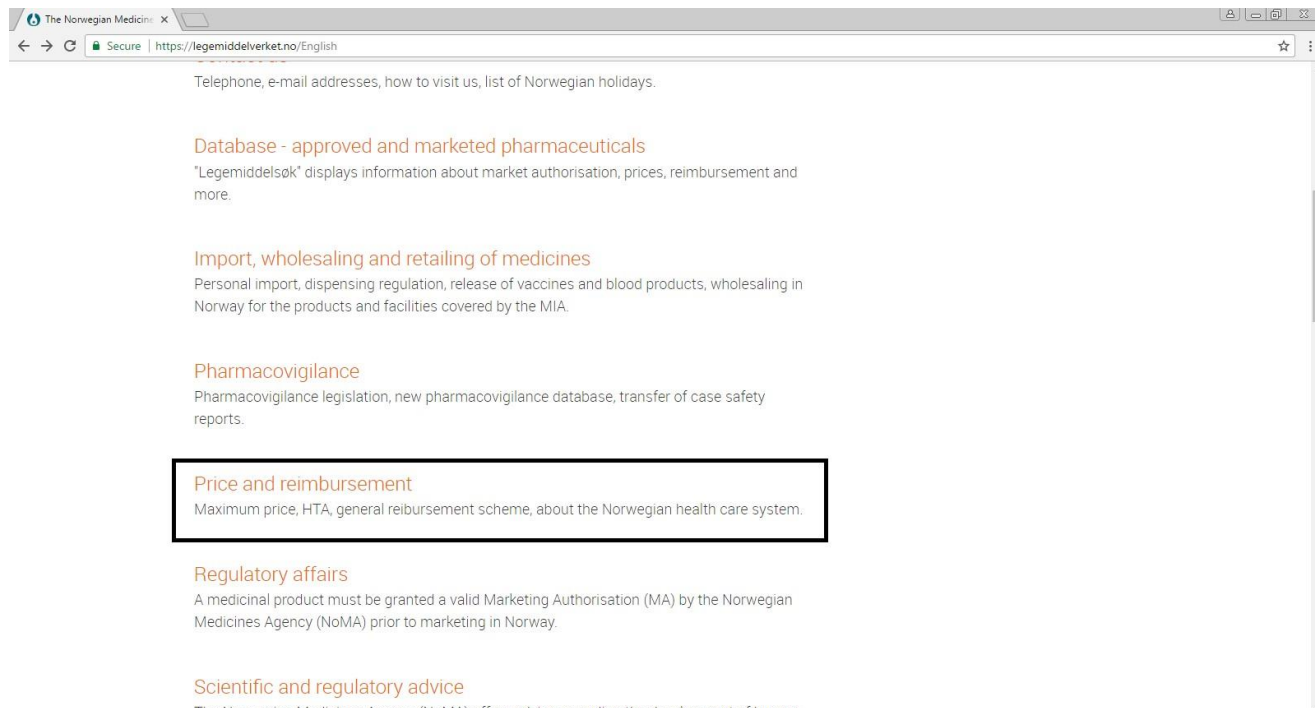 The Norwegian Medicine
Secure | https://legemiddelverket.no/English
Contact us
Telephone, e-mail addresses, how to visit us, list of Norwegian holidays.
Database - approved and marketed pharmaceuticals
"Legemiddelsøk" displays information about market authorisation, prices, reimbursement and
more.
Import, wholesaling and retailing of medicines
Personal import, dispensing regulation, release of vaccines and blood products, wholesaling in
Norway for the products and facilities covered by the MIA.
Pharmacovigilance
Pharmacovigilance legislation, new pharmacovigilance database, transfer of case safety
reports.
Price and reimbursement
Maximum price, HTA, general reibursement scheme, about the Norwegian health care system.
Regulatory affairs
A medicinal product must be granted a valid Marketing Authorisation (MA) by the Norwegian
Medicines Agency (NoMA) prior to marketing in Norway.
Scientific and regulatory advice